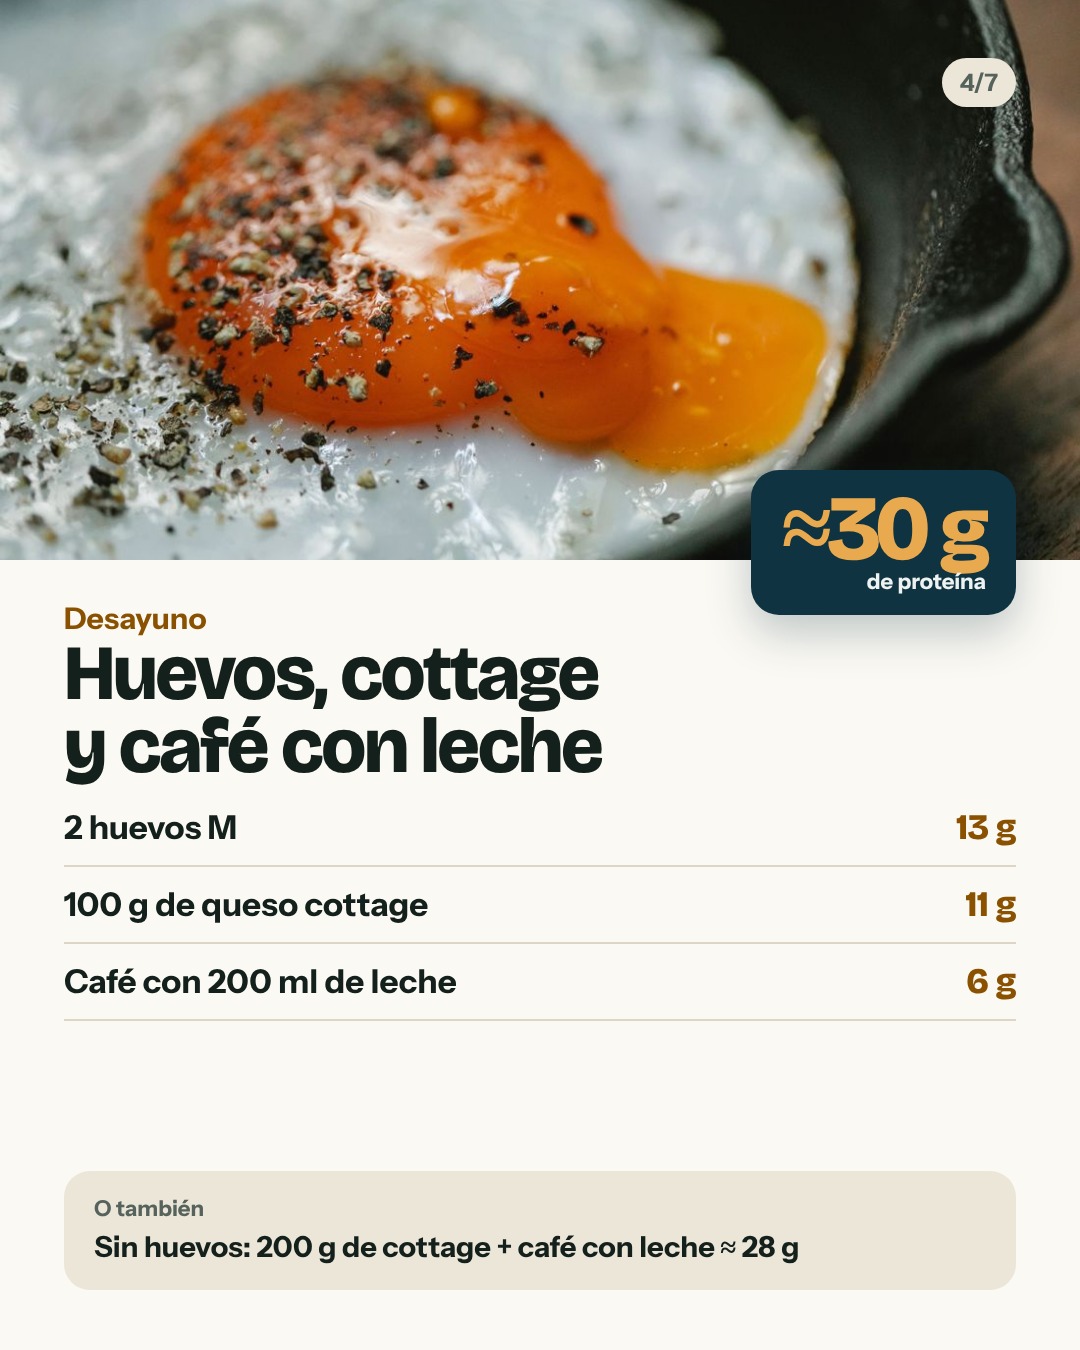 4/7
≈30 g
de proteína
Desayuno
Huevos, cottage
y café con leche
2 huevos M 13 g
100 g de queso cottage 11 g
Café con 200 ml de leche 6 g
O también
Sin huevos: 200 g de cottage + café con leche ≈ 28 g